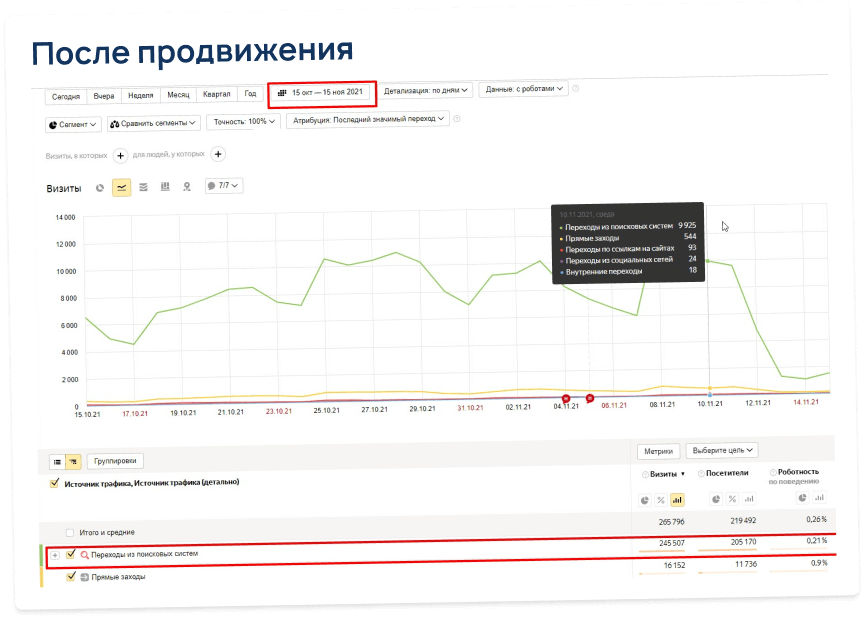 После продвижения
Сегодня Вчера Неделя Месяц Квартал Год 15 окт — 15 ноя 2021 Детализация: по дням Данные: с роботами
Сегмент Сравнить сегменты Точность: 100% Атрибуция: Последний значимый переход
Визиты, в которых + для людей, у которых +
Визиты 7/7
14 000
12 000
10 000
8 000
6 000
4 000
2 000
0
10.11.2021, среда
Переходы из поисковых систем 9 925
Прямые заходы 544
Переходы по ссылкам на сайтах 93
Переходы из социальных сетей 24
Внутренние переходы 18
15.10.21 17.10.21 19.10.21 21.10.21 23.10.21 25.10.21 27.10.21 29.10.21 31.10.21 02.11.21 04.11.21 06.11.21 08.11.21 10.11.21 12.11.21 14.11.21
Группировки Метрики Выберите цель
Источник трафика, Источник трафика (детально) Визиты ▼ Посетители Роботность
по поведению
%  %
Итого и средние 265 796 219 492 0,26 %
+ Переходы из поисковых систем 245 507 205 170 0,21 %
Прямые заходы 16 152 11 736 0,9 %